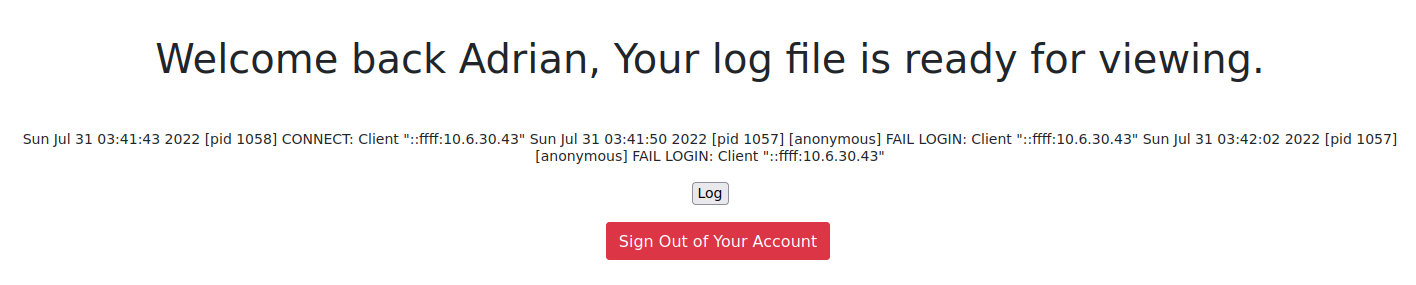 Welcome back Adrian, Your log file is ready for viewing.
Sun Jul 31 03:41:43 2022 [pid 1058] CONNECT: Client "::ffff:10.6.30.43" Sun Jul 31 03:41:50 2022 [pid 1057] [anonymous] FAIL LOGIN: Client "::ffff:10.6.30.43" Sun Jul 31 03:42:02 2022 [pid 1057]
[anonymous] FAIL LOGIN: Client "::ffff:10.6.30.43"
Log
Sign Out of Your Account